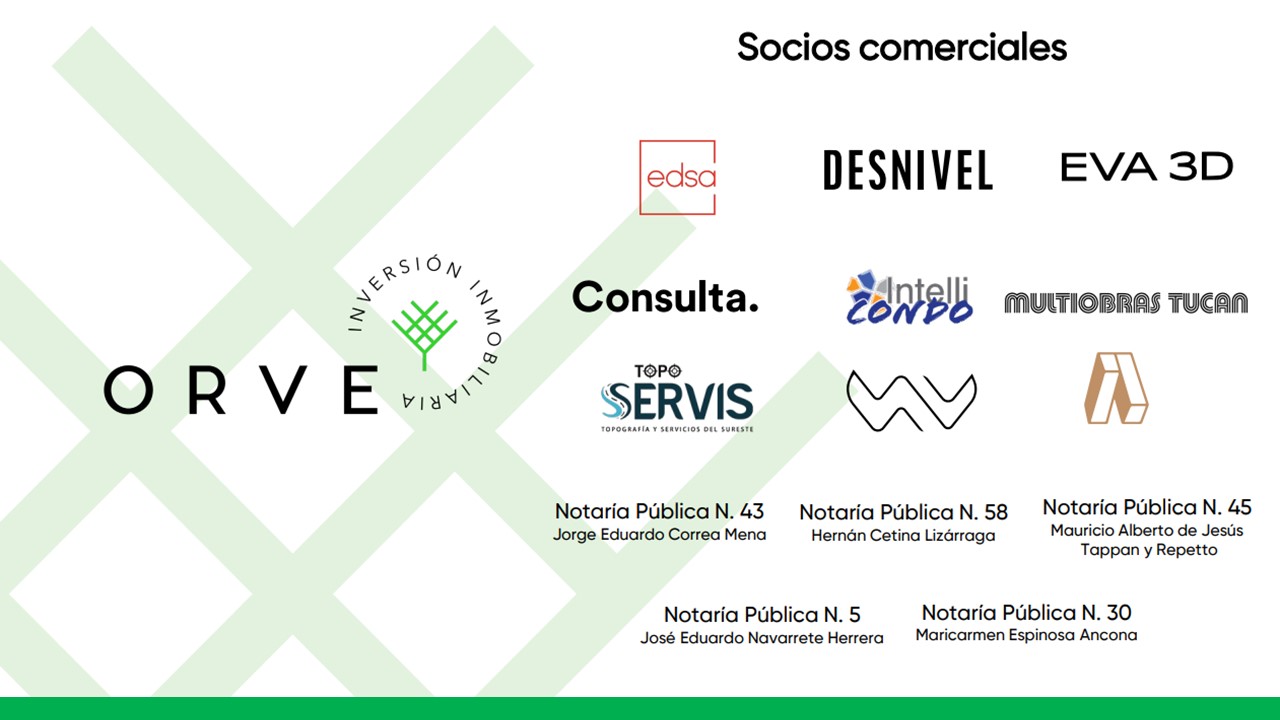 Socios comerciales
edsa
DESNIVEL
EVA 3D
INVERSIÓN INMOBILIARIA
ORVE
Consulta.
Intelli
CONDO
MULTIOBRAS TUCAN
TOPO
SERVIS
TOPOGRAFÍA Y SERVICIOS DEL SURESTE
Notaría Pública N. 43
Jorge Eduardo Correa Mena
Notaría Pública N. 58
Hernán Cetina Lizárraga
Notaría Pública N. 45
Mauricio Alberto de Jesús
Tappan y Repetto
Notaría Pública N. 5
José Eduardo Navarrete Herrera
Notaría Pública N. 30
Maricarmen Espinosa Ancona